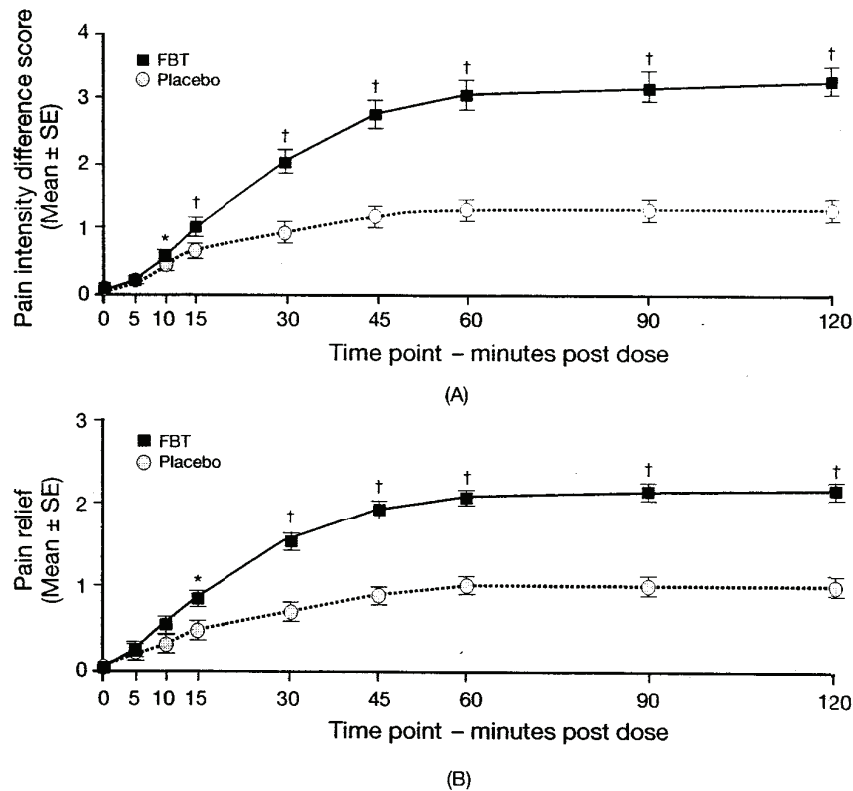 Pain intensity difference score
(Mean ± SE)
4
3
2
1
0
FBT
Placebo
*
†
†
†
†
†
†
0 5 10 15 30 45 60 90 120
Time point – minutes post dose
(A)
Pain relief
(Mean ± SE)
3
2
1
0
FBT
Placebo
*
†
†
†
†
†
0 5 10 15 30 45 60 90 120
Time point – minutes post dose
(B)